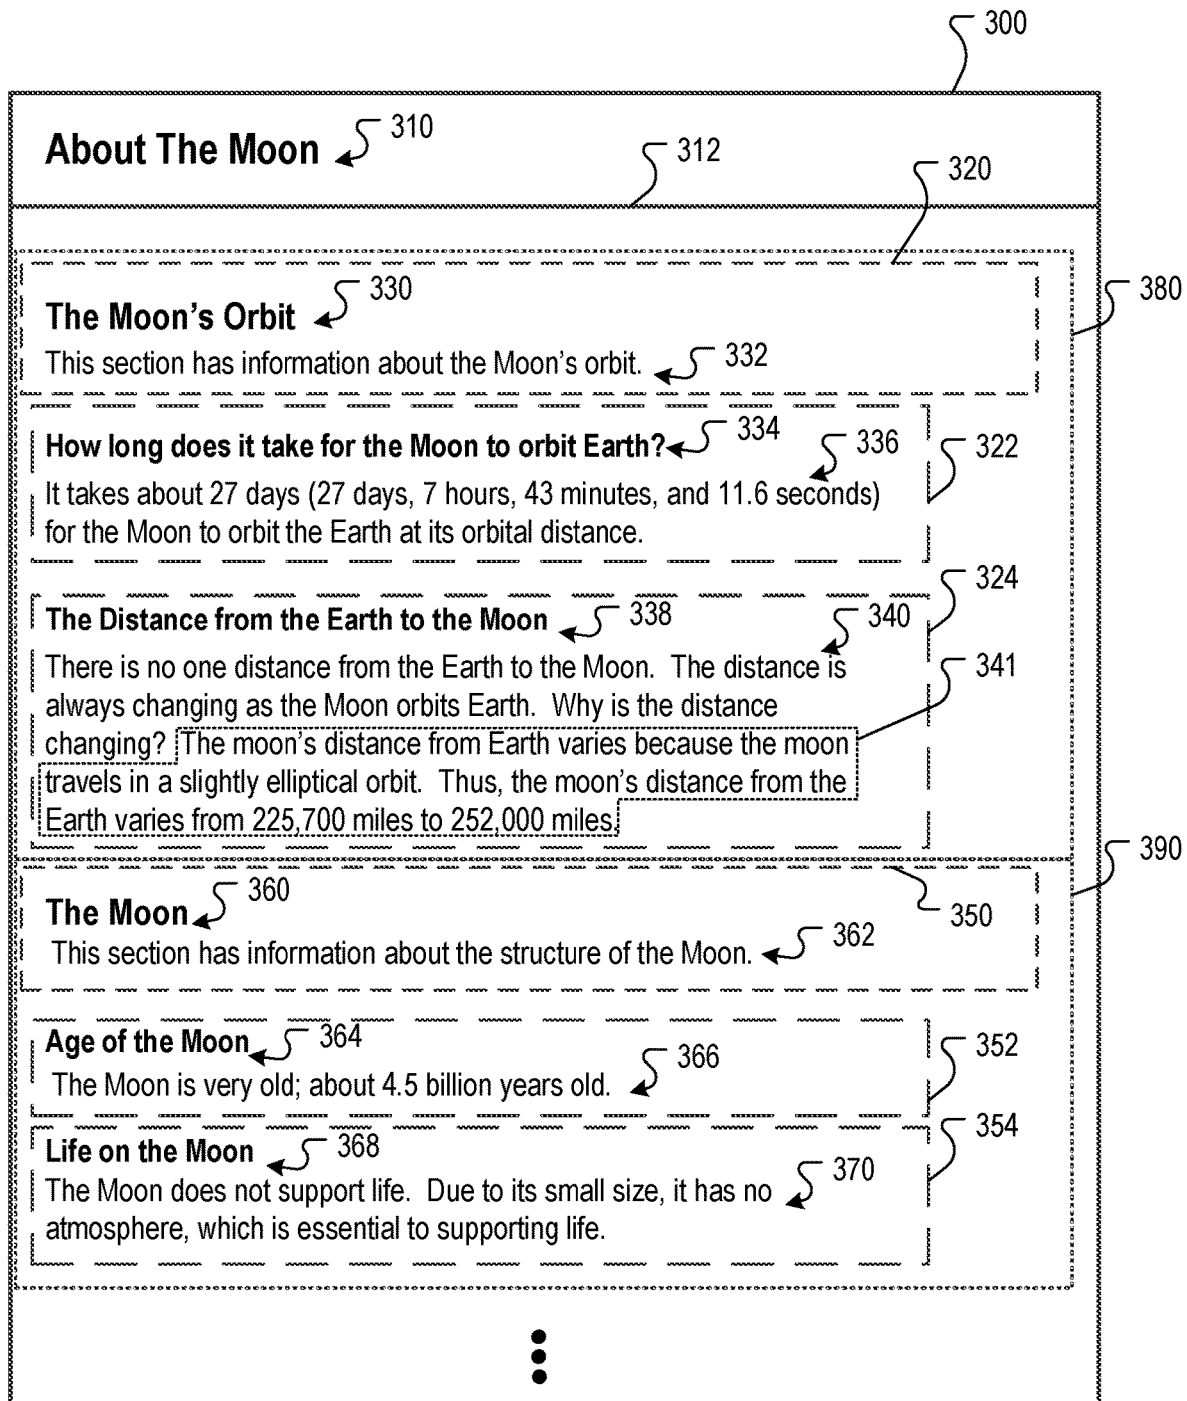 300
About The Moon 310
312
320
380
The Moon's Orbit 330
This section has information about the Moon's orbit. 332
How long does it take for the Moon to orbit Earth? 334
336
322
It takes about 27 days (27 days, 7 hours, 43 minutes, and 11.6 seconds)
for the Moon to orbit the Earth at its orbital distance.
324
The Distance from the Earth to the Moon 338
340
341
There is no one distance from the Earth to the Moon. The distance is
always changing as the Moon orbits Earth. Why is the distance
changing? The moon's distance from Earth varies because the moon
travels in a slightly elliptical orbit. Thus, the moon's distance from the
Earth varies from 225,700 miles to 252,000 miles.
390
The Moon 360
350
This section has information about the structure of the Moon. 362
Age of the Moon 364
366
352
The Moon is very old; about 4.5 billion years old.
354
Life on the Moon 368
370
The Moon does not support life. Due to its small size, it has no
atmosphere, which is essential to supporting life.